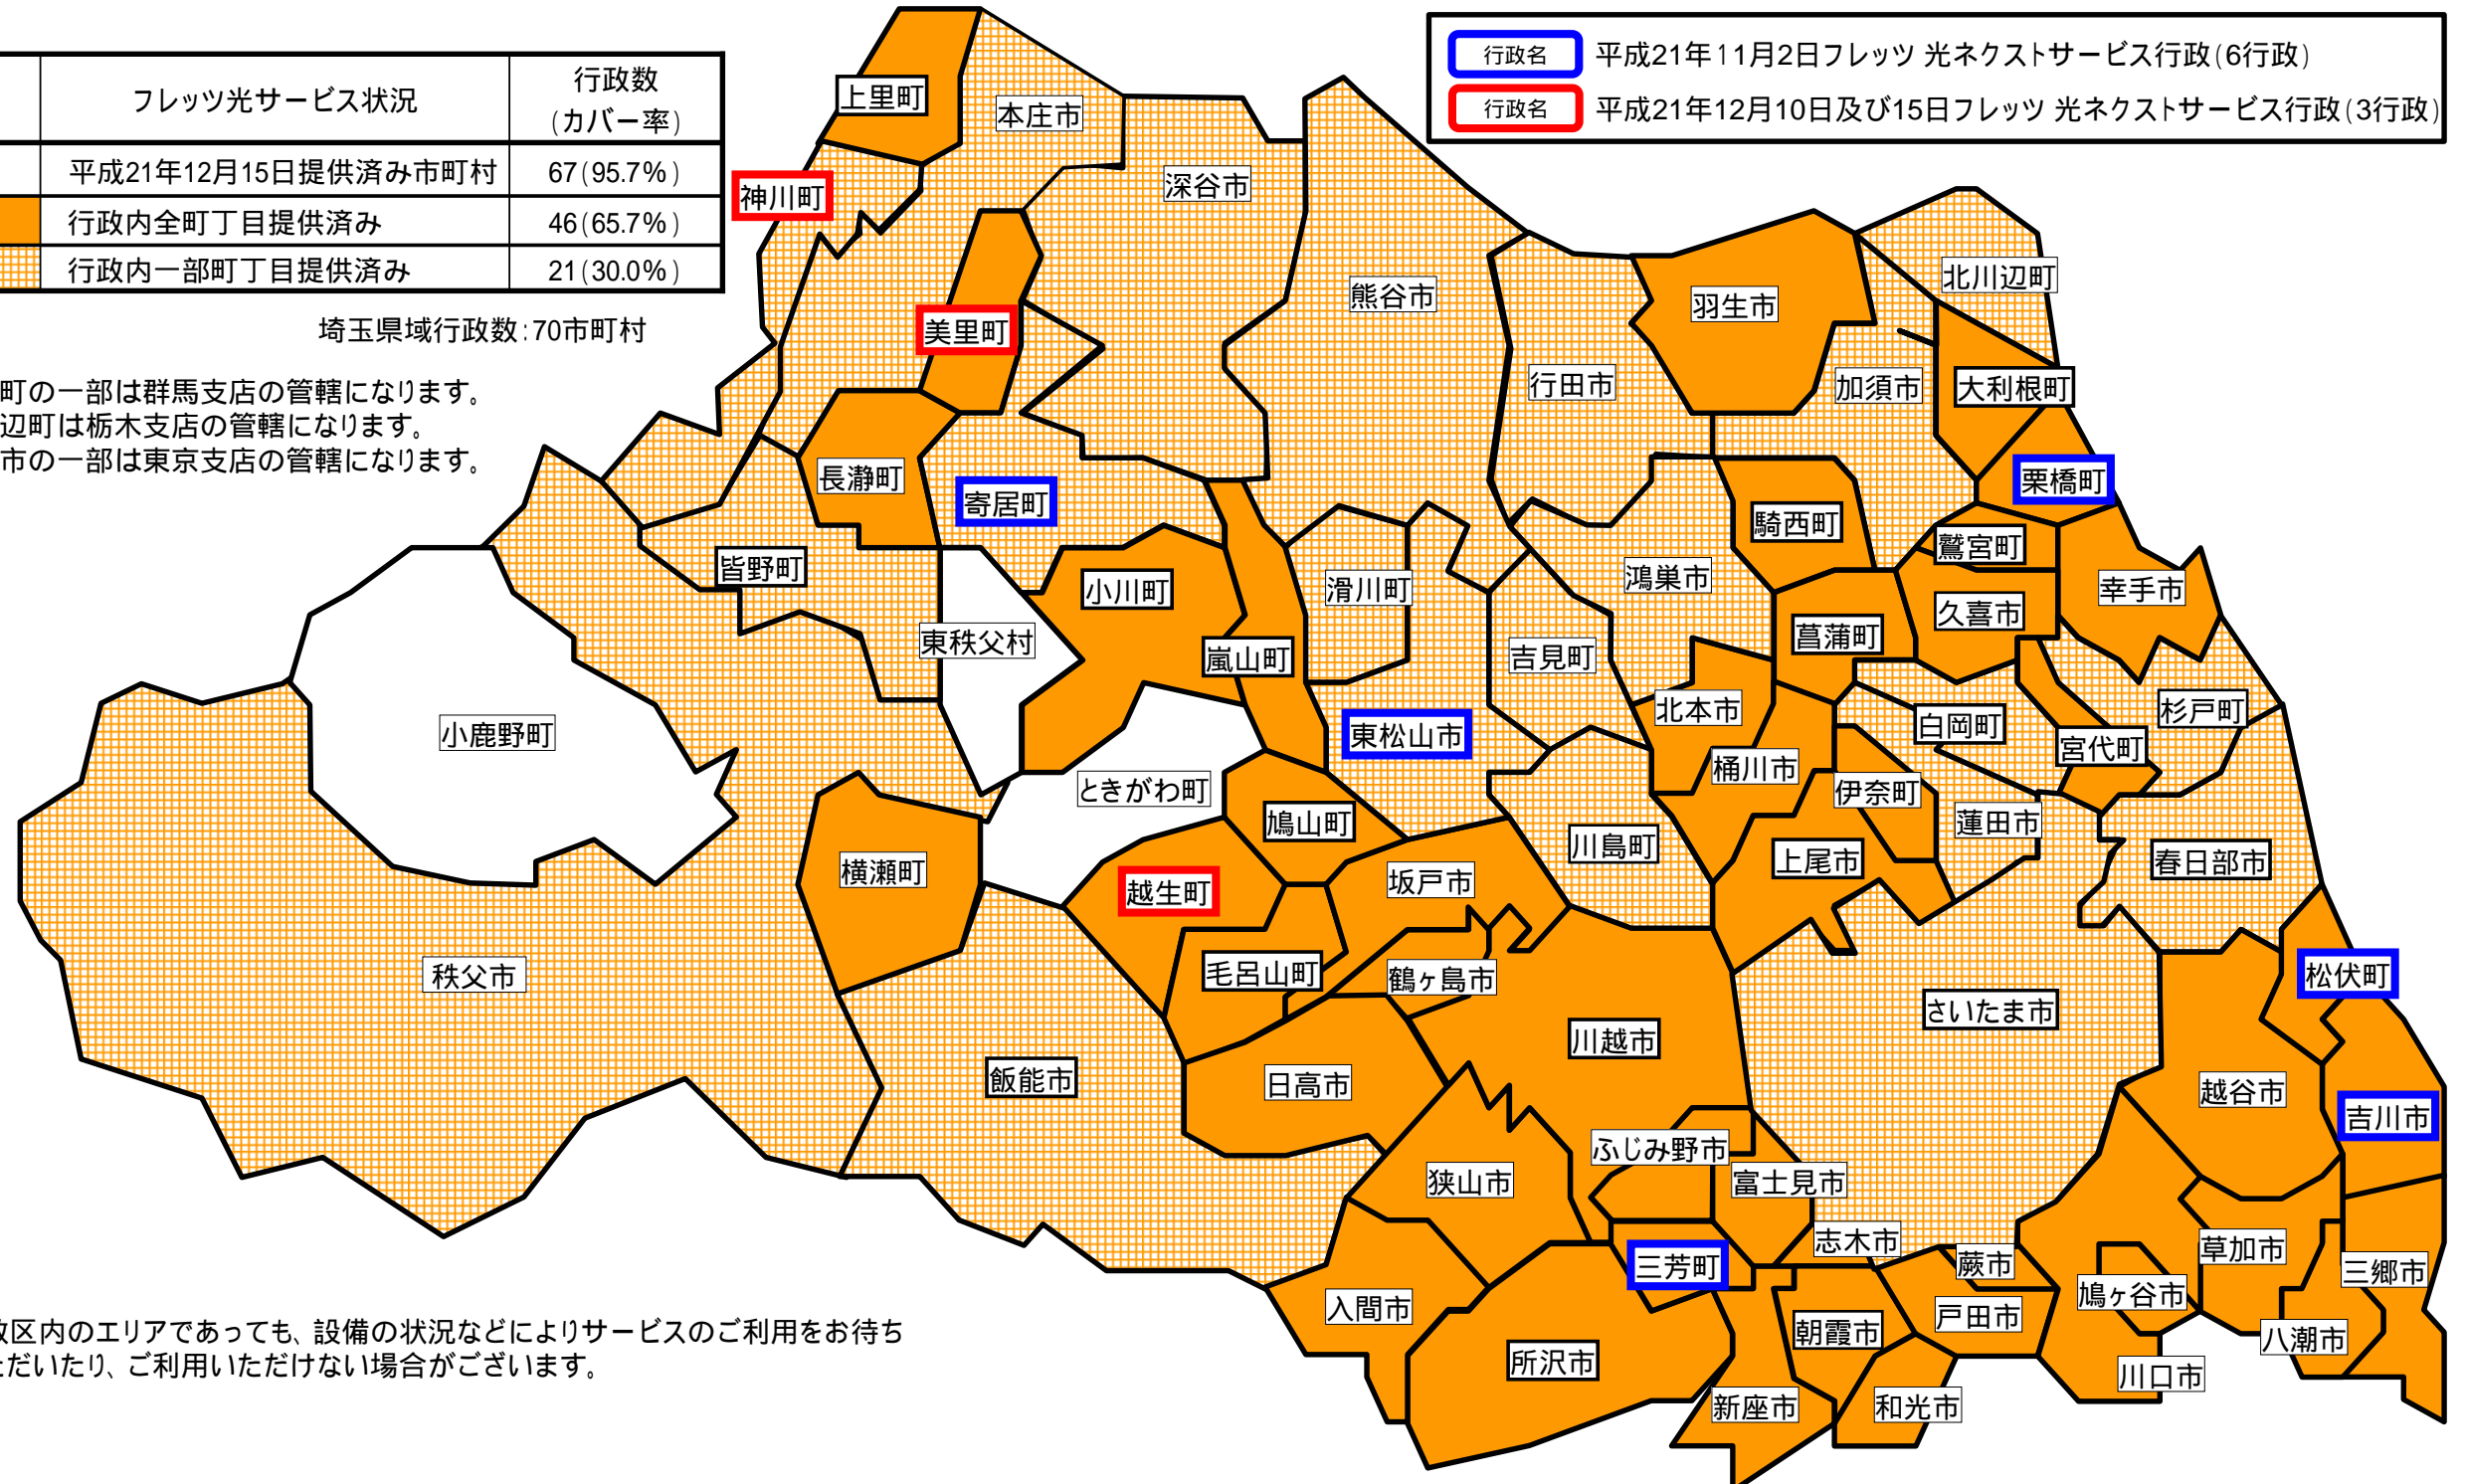 フレッツ光サービス状況
行政数
(カバー率)
平成21年12月15日提供済み市町村
67(95.7%)
行政内全町丁目提供済み
46(65.7%)
行政内一部町丁目提供済み
21(30.0%)
埼玉県域行政数:70市町村
町の一部は群馬支店の管轄になります。
辺町は栃木支店の管轄になります。
市の一部は東京支店の管轄になります。
行政名
平成21年11月2日フレッツ 光ネクストサービス行政(6行政)
行政名
平成21年12月10日及び15日フレッツ 光ネクストサービス行政(3行政)
上里町
本庄市
神川町
深谷市
美里町
熊谷市
羽生市
北川辺町
行田市
加須市
大利根町
長瀞町
寄居町
栗橋町
騎西町
鷲宮町
皆野町
小川町
滑川町
鴻巣市
久喜市
幸手市
東秩父村
嵐山町
吉見町
菖蒲町
小鹿野町
東松山市
北本市
白岡町
杉戸町
宮代町
ときがわ町
桶川市
伊奈町
鳩山町
蓮田市
川島町
上尾市
春日部市
横瀬町
越生町
坂戸市
秩父市
毛呂山町
鶴ヶ島市
松伏町
さいたま市
川越市
飯能市
日高市
越谷市
吉川市
ふじみ野市
狭山市
富士見市
志木市
草加市
三芳町
蕨市
三郷市
鳩ヶ谷市
入間市
戸田市
朝霞市
八潮市
所沢市
川口市
新座市
和光市
政区内のエリアであっても、設備の状況などによりサービスのご利用をお待ち
ただいたり、ご利用いただけない場合がございます。